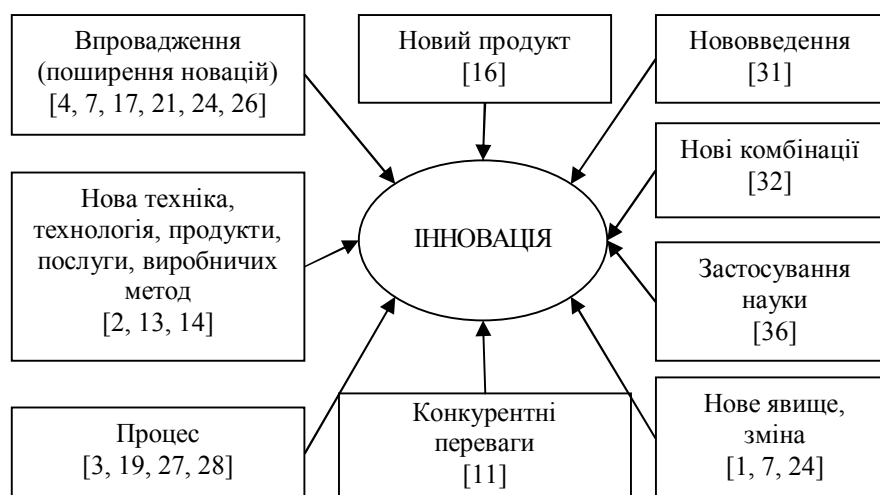 Впровадження
(поширення новацій)
[4, 7, 17, 21, 24, 26]
Новий продукт
[16]
Нововведення
[31]
Нові комбінації
[32]
Нова техніка,
технологія, продукти,
послуги, виробничих
метод
[2, 13, 14]
ІННОВАЦІЯ
Застосування
науки
[36]
Процес
[3, 19, 27, 28]
Конкурентні
переваги
[11]
Нове явище,
зміна
[1, 7, 24]